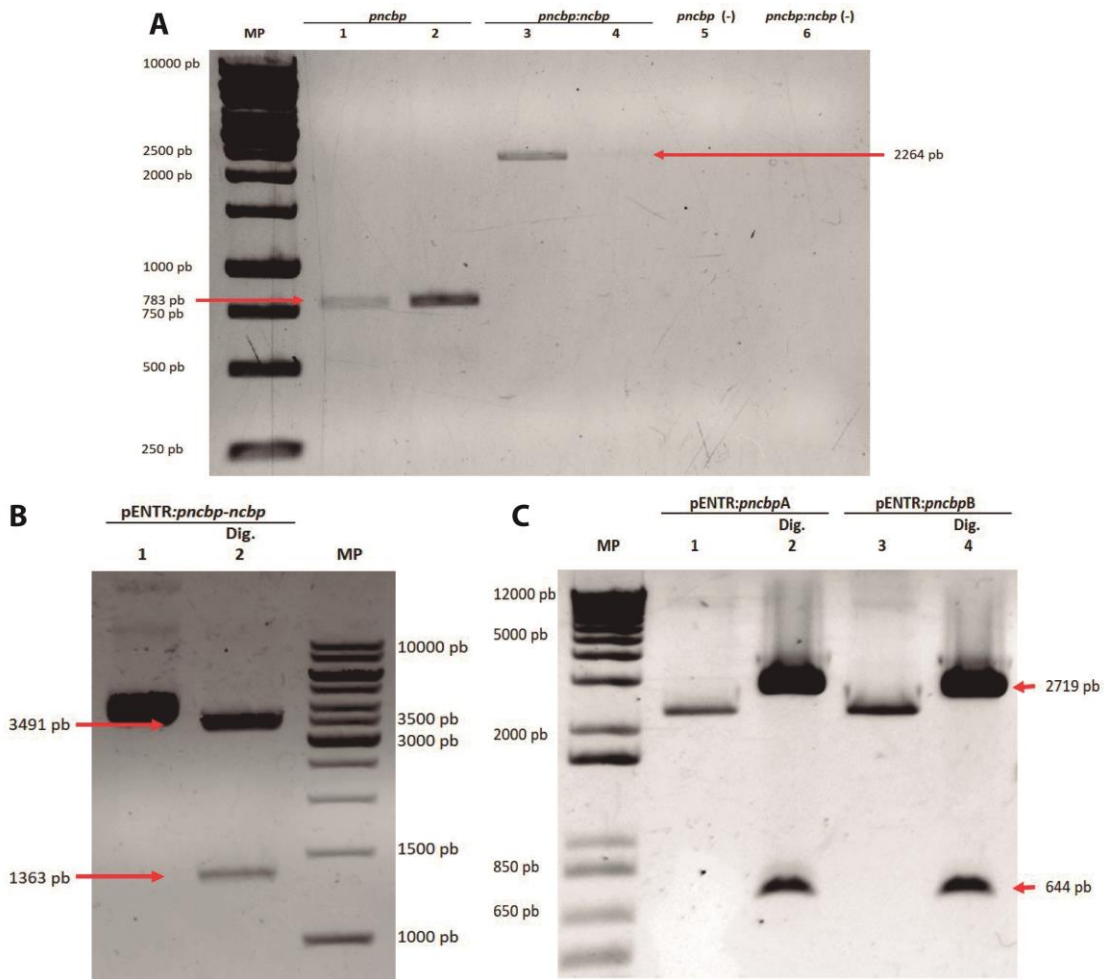 A
pncbp
pncbp:ncbp
pncbp (-)
pncbp:ncbp (-)
MP 1 2 3 4 5 6
10000 pb
2500 pb
2264 pb
2000 pb
1000 pb
783 pb
750 pb
500 pb
250 pb
B
pENTR:pncbp-ncbp
Dig.
1 2 MP
10000 pb
3491 pb
3500 pb
3000 pb
1500 pb
1363 pb
1000 pb
C
pENTR:pncbpA
pENTR:pncbpB
Dig.
Dig.
MP 1 2 3 4
12000 pb
5000 pb
2719 pb
2000 pb
850 pb
644 pb
650 pb